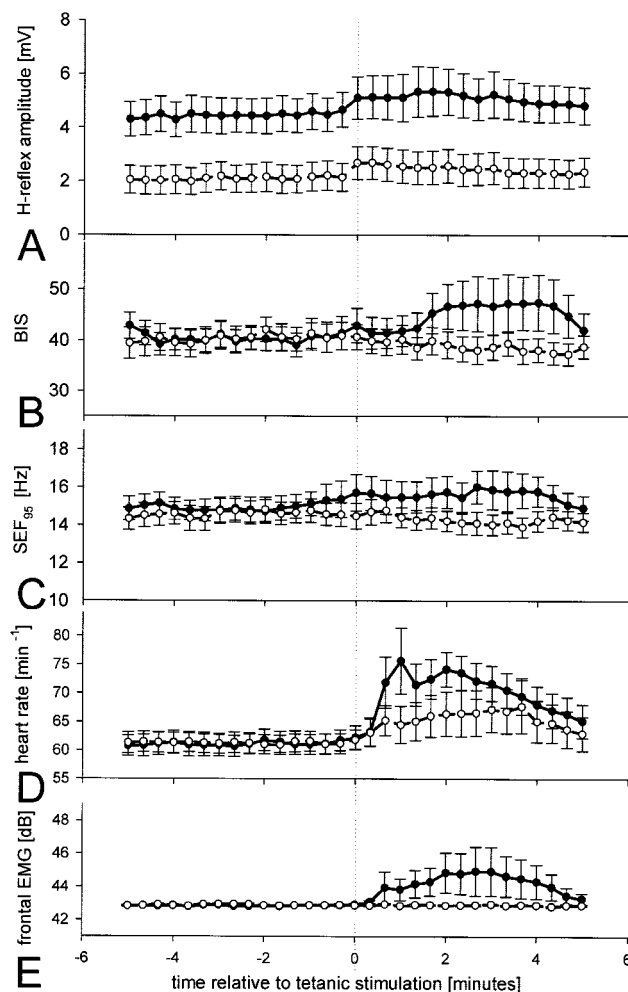 H-reflex amplitude [mV]
8
6
4
2
0
A
BIS
50
40
30
B
SEF95 [Hz]
18
16
14
12
10
C
heart rate [min -1]
80
75
70
65
60
55
D
frontal EMG [dB]
48
46
44
42
E
-6 -4 -2 0 2 4 6
time relative to tetanic stimulation [minutes]